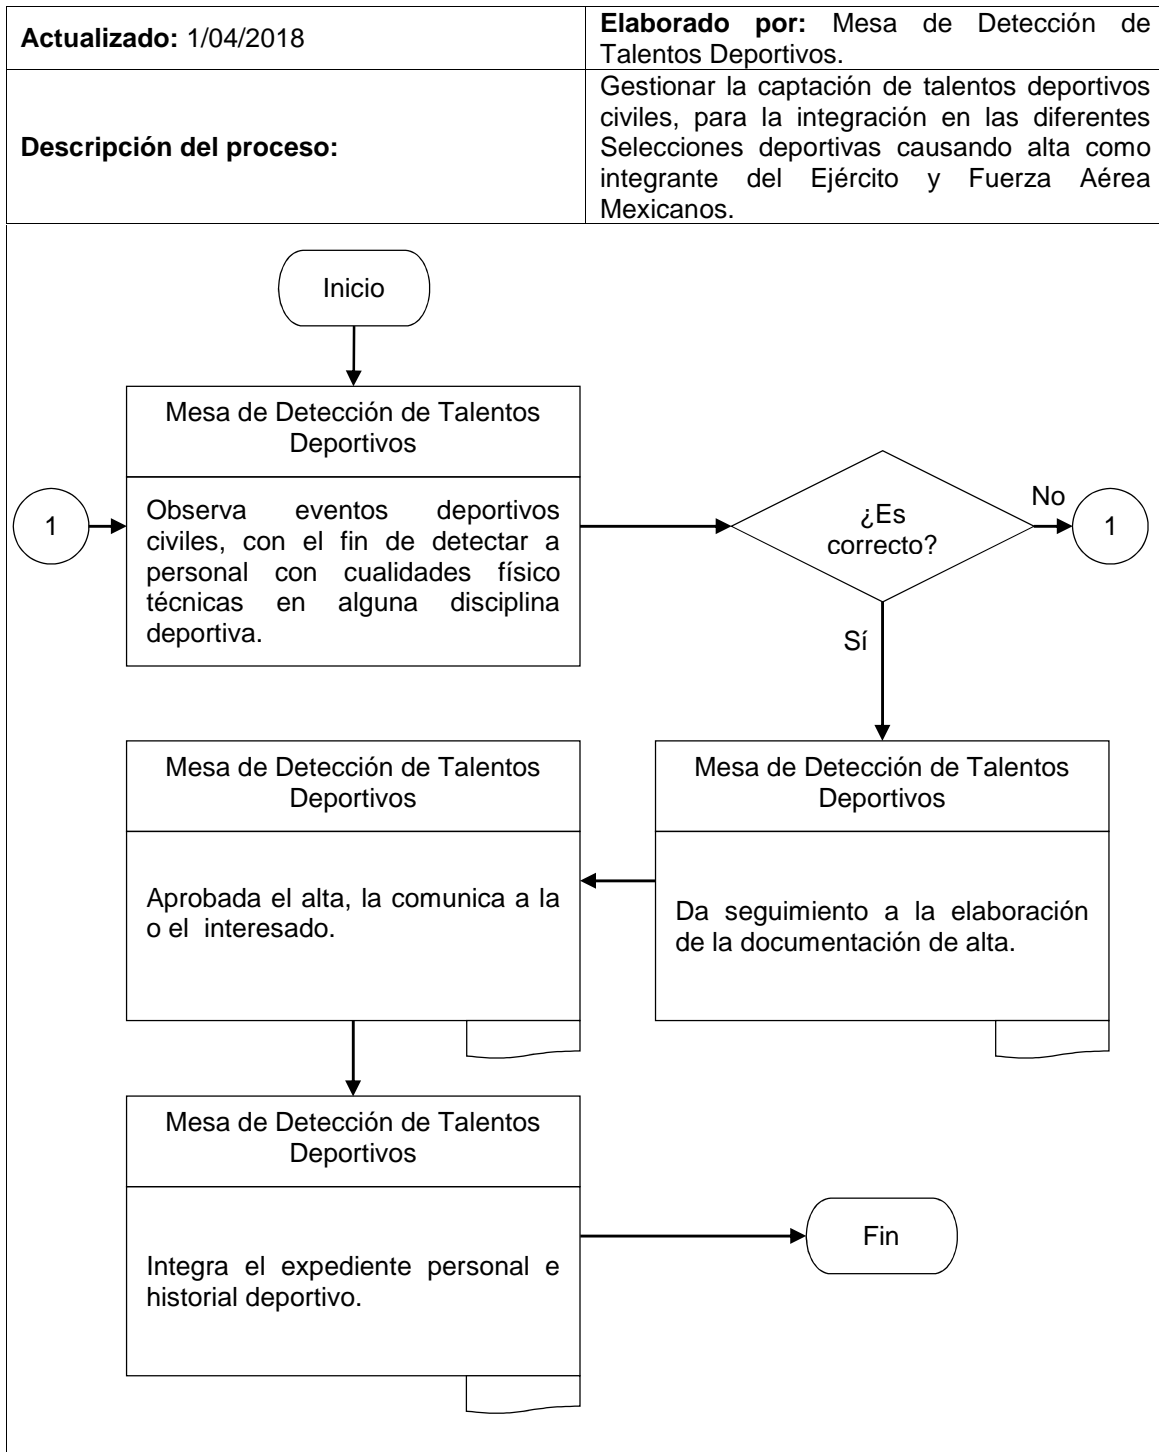 Actualizado: 1/04/2018
Elaborado por: Mesa de Detección de
Talentos Deportivos.
Descripción del proceso:
Gestionar la captación de talentos deportivos
civiles, para la integración en las diferentes
Selecciones deportivas causando alta como
integrante del Ejército y Fuerza Aérea
Mexicanos.
Inicio
Mesa de Detección de Talentos
Deportivos
1
Observa eventos deportivos
civiles, con el fin de detectar a
personal con cualidades físico
técnicas en alguna disciplina
deportiva.
¿Es
correcto?
No
1
Sí
Mesa de Detección de Talentos
Deportivos
Da seguimiento a la elaboración
de la documentación de alta.
Mesa de Detección de Talentos
Deportivos
Aprobada el alta, la comunica a la
o el interesado.
Mesa de Detección de Talentos
Deportivos
Integra el expediente personal e
historial deportivo.
Fin